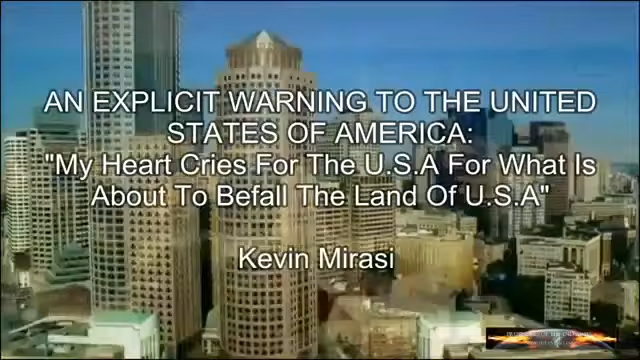 AN EXPLICIT WARNING TO THE UNITED
STATES OF AMERICA:
"My Heart Cries For The U.S.A For What Is
About To Befall The Land Of U.S.A"
Kevin Mirasi